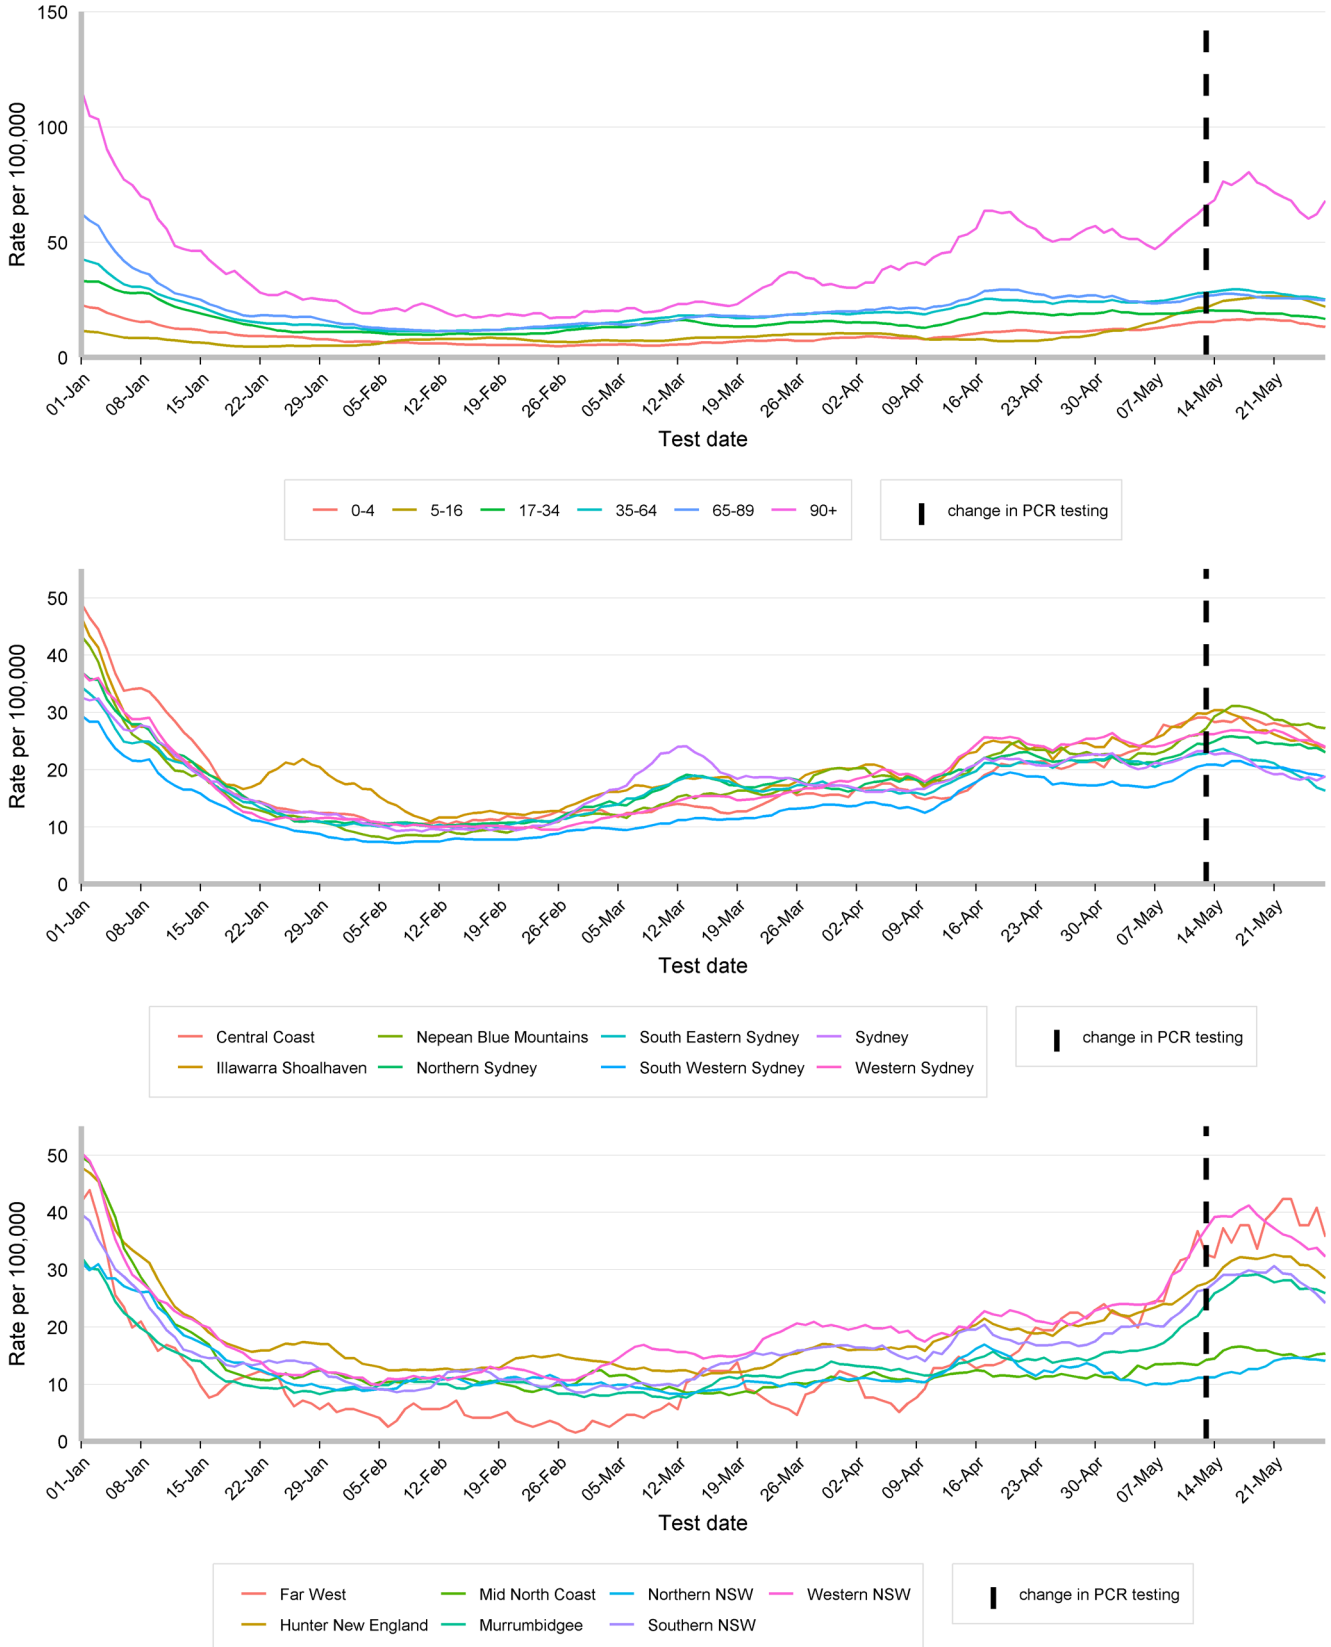 150
100
50
0
Rate per 100,000
01-Jan 08-Jan 15-Jan 22-Jan 29-Jan 05-Feb 12-Feb 19-Feb 26-Feb 05-Mar 12-Mar 19-Mar 26-Mar 02-Apr 09-Apr 16-Apr 23-Apr 30-Apr 07-May 14-May 21-May
Test date
0-4 5-16 17-34 35-64 65-89 90+ change in PCR testing
50
40
30
20
10
0
Rate per 100,000
01-Jan 08-Jan 15-Jan 22-Jan 29-Jan 05-Feb 12-Feb 19-Feb 26-Feb 05-Mar 12-Mar 19-Mar 26-Mar 02-Apr 09-Apr 16-Apr 23-Apr 30-Apr 07-May 14-May 21-May
Test date
Central Coast Nepean Blue Mountains South Eastern Sydney Sydney change in PCR testing
Illawarra Shoalhaven Northern Sydney South Western Sydney Western Sydney
50
40
30
20
10
0
Rate per 100,000
01-Jan 08-Jan 15-Jan 22-Jan 29-Jan 05-Feb 12-Feb 19-Feb 26-Feb 05-Mar 12-Mar 19-Mar 26-Mar 02-Apr 09-Apr 16-Apr 23-Apr 30-Apr 07-May 14-May 21-May
Test date
Far West Mid North Coast Northern NSW Western NSW change in PCR testing
Hunter New England Murrumbidgee Southern NSW